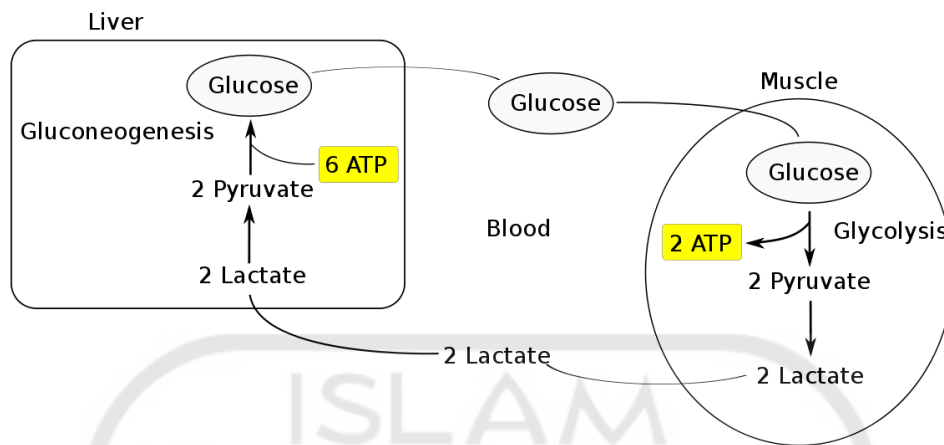 Liver
Glucose
Gluconeogenesis
6 ATP
2 Pyruvate
2 Lactate
Glucose
Blood
2 Lactate
Muscle
Glucose
Glycolysis
2 ATP
2 Pyruvate
2 Lactate
ISLAM